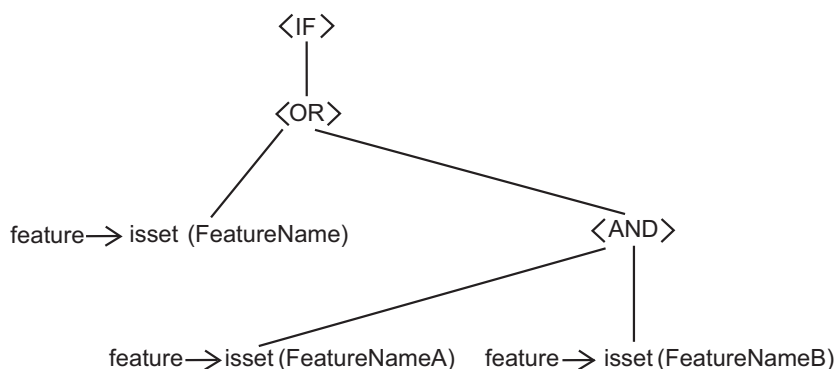 <IF>
<OR>
feature→ isset (FeatureName)
<AND>
feature→ isset (FeatureNameA) feature→ isset (FeatureNameB)